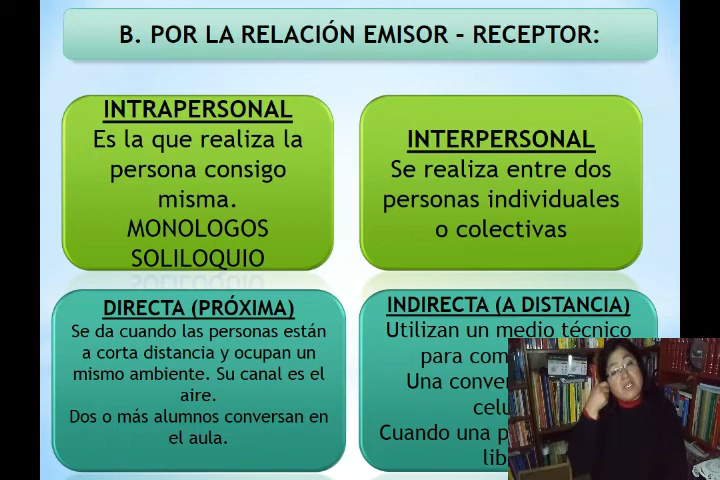 B. POR LA RELACIÓN EMISOR - RECEPTOR:
INTRAPERSONAL
Es la que realiza la
persona consigo
misma.
MONOLOGOS
SOLILOQUIO
INTERPERSONAL
Se realiza entre dos
personas individuales
o colectivas
DIRECTA (PRÓXIMA)
Se da cuando las personas están
a corta distancia y ocupan un
mismo ambiente. Su canal es el
aire.
Dos o más alumnos conversan en
el aula.
INDIRECTA (A DISTANCIA)
Utilizan un medio técnico
para
Una
Cuando una